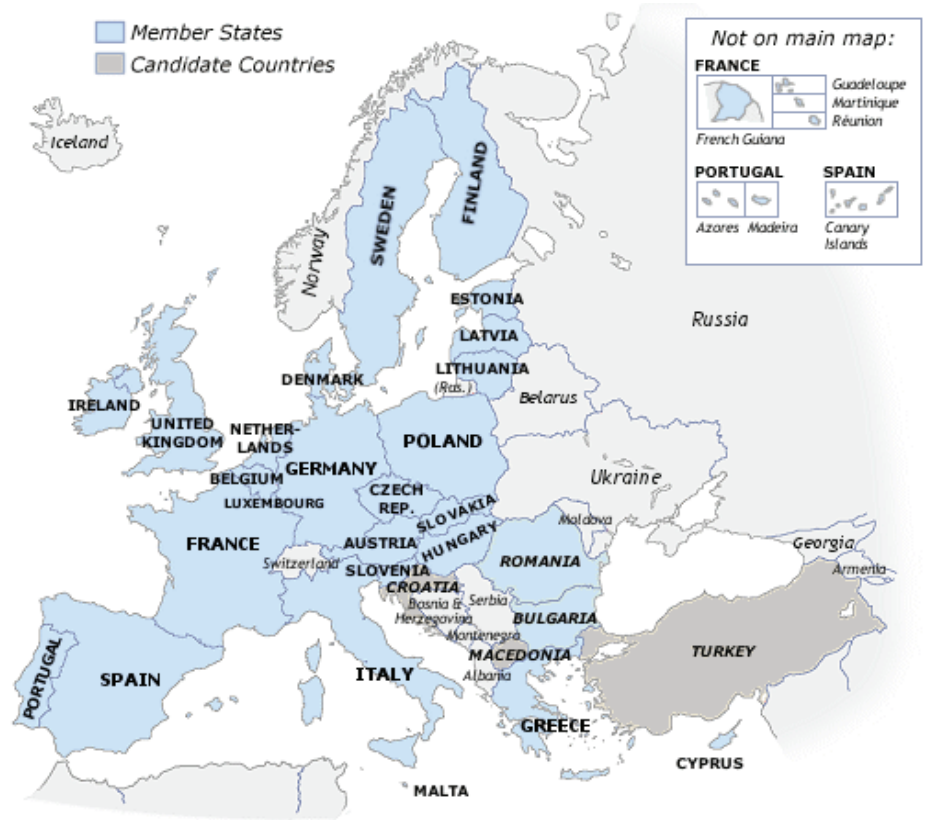 Member States
Candidate Countries
Not on main map:
FRANCE
Guadeloupe
Martinique
Réunion
French Guiana
PORTUGAL
SPAIN
Azores
Madeira
Canary
Islands
Iceland
Norway
SWEDEN
FINLAND
Russia
ESTONIA
LATVIA
LITHUANIA
(Ras.)
DENMARK
Belarus
IRELAND
UNITED
KINGDOM
NETHER-
LANDS
POLAND
BELGIUM
GERMANY
Ukraine
LUXEMBOURG
CZECH
REP.
SLOVAKIA
Moldova
FRANCE
AUSTRIA
HUNGARY
Georgia
Switzerland
SLOVENIA
ROMANIA
Armenia
CROATIA
Bosnia &
Herzegovina
Serbia
BULGARIA
Montenegro
MACEDONIA
TURKEY
Albania
PORTUGAL
SPAIN
ITALY
GREECE
CYPRUS
MALTA